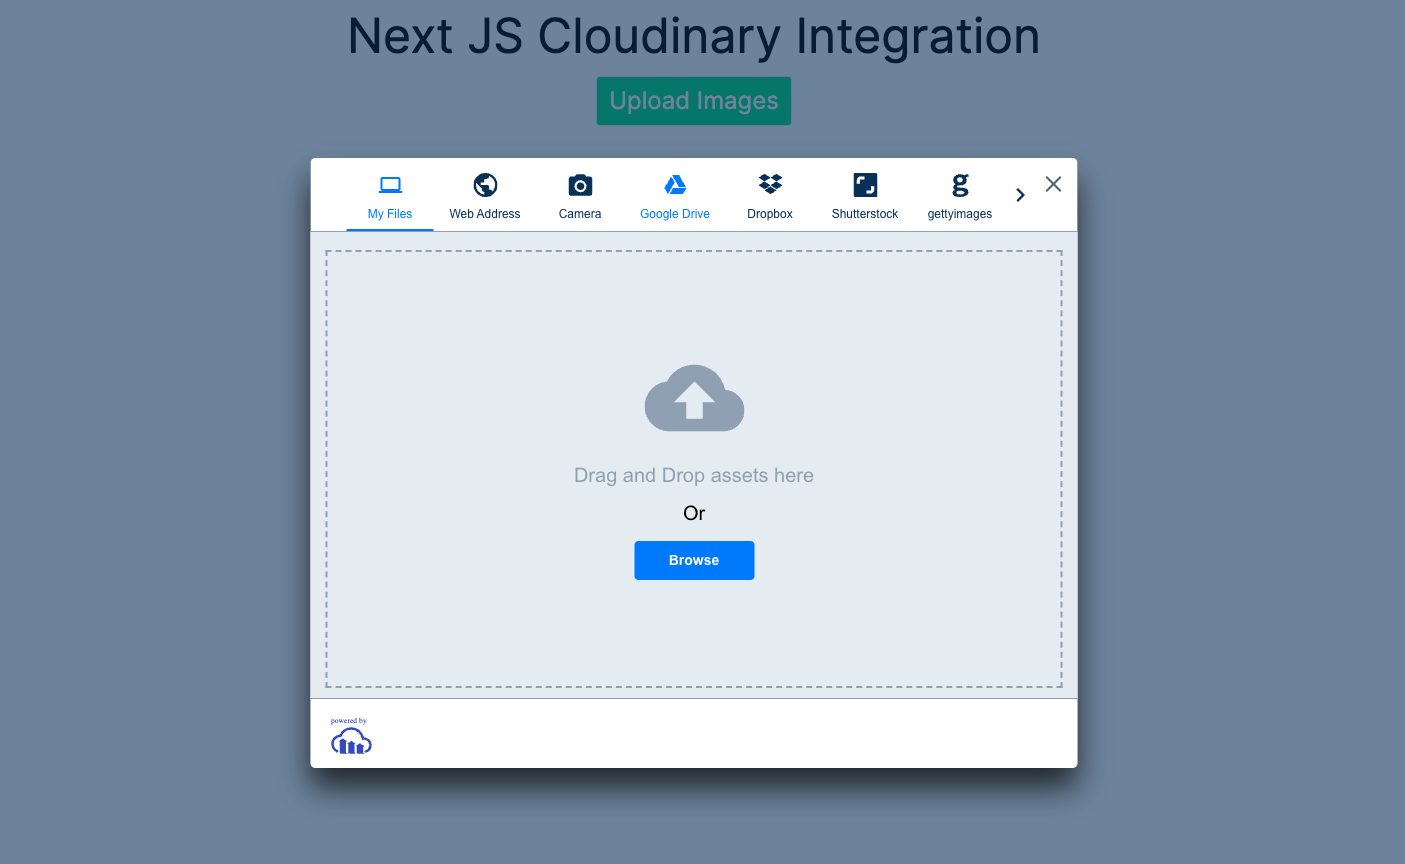 Next JS Cloudinary Integration
Upload Images
My Files Web Address Camera Google Drive Dropbox Shutterstock gettyimages
Drag and Drop assets here
Or
Browse
powered by